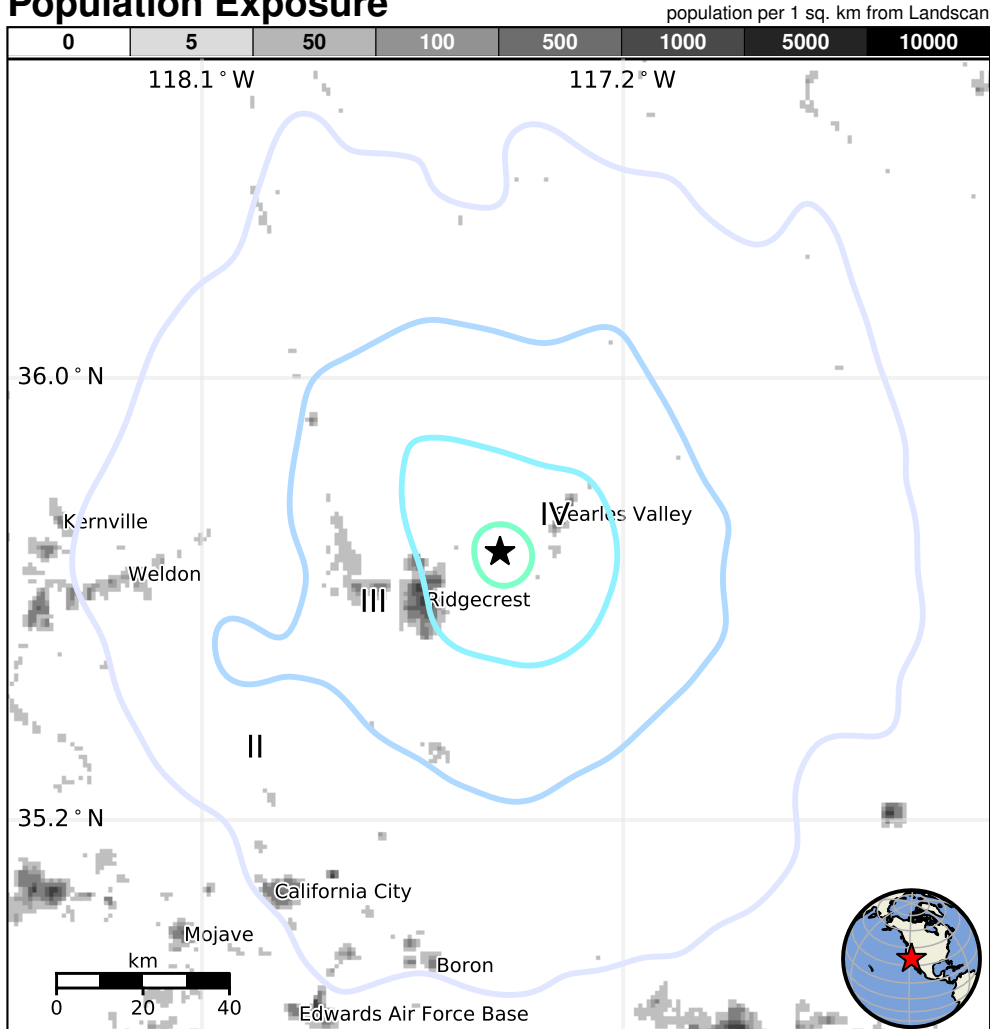 Population Exposure
population per 1 sq. km from Landscan
0 5 50 100 500 1000 5000 10000
118.1°W 117.2°W
36.0°N
IV Searles Valley
Kernville
Weldon
III Ridgecrest
II
35.2°N
California City
Mojave
km
Boron
0 20 40
Edwards Air Force Base